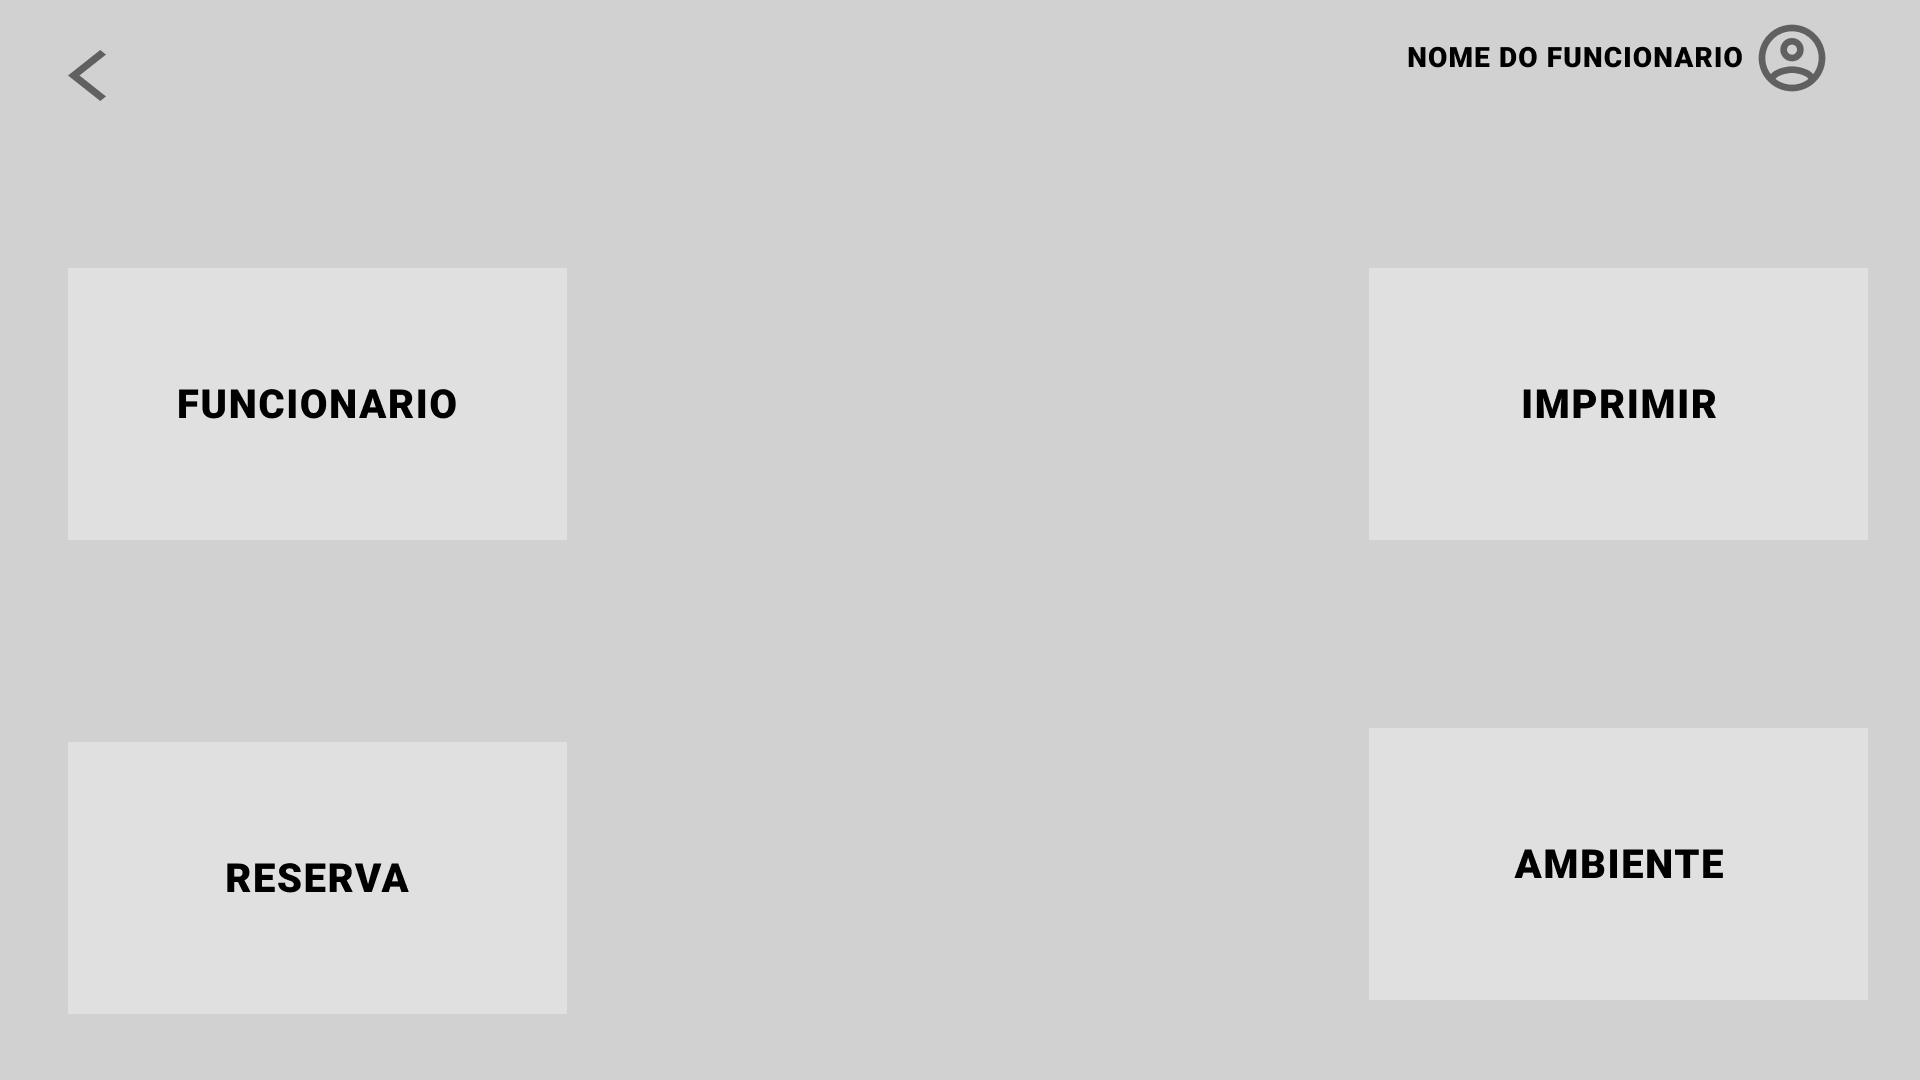 NOME DO FUNCIONARIO
FUNCIONARIO
IMPRIMIR
RESERVA
AMBIENTE